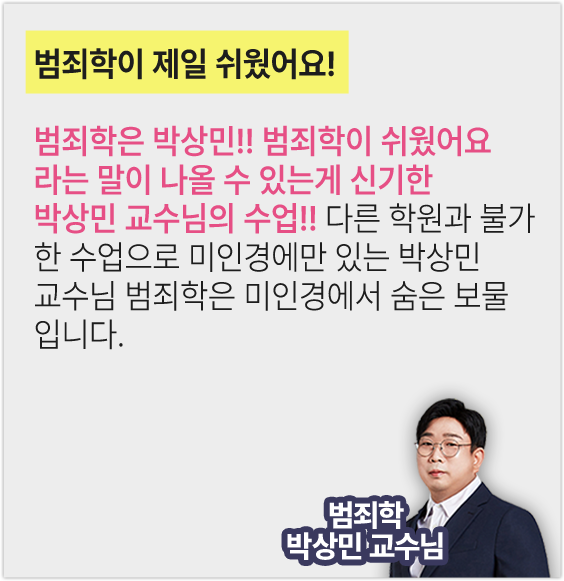 범죄학이 제일 쉬웠어요!
범죄학은 박상민!! 범죄학이 쉬웠어요
라는 말이 나올 수 있는게 신기한
박상민 교수님의 수업!! 다른 학원과 불가
한 수업으로 미인경에만 있는 박상민
교수님 범죄학은 미인경에서 숨은 보물
입니다.
범죄학
박상민 교수님